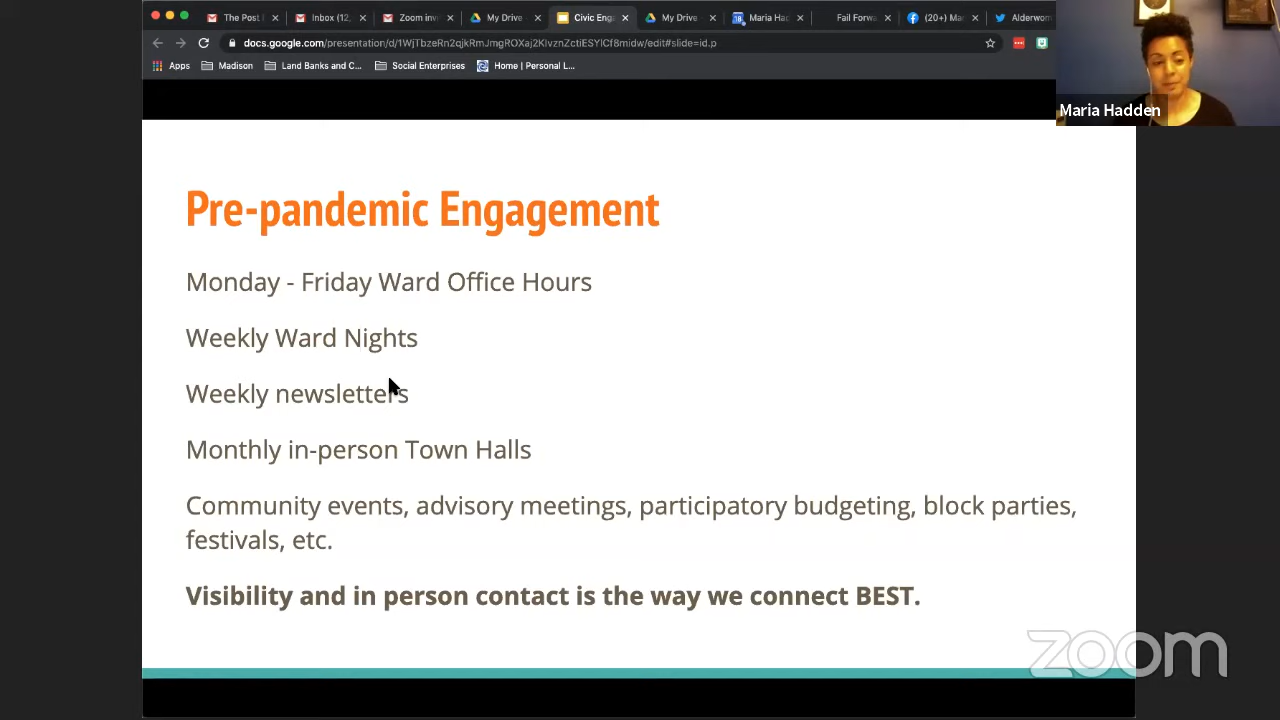 The Post
Inbox (12,
Zoom inv
My Drive
Civic Eng
My Drive
Maria Ha
Fail Forw
(20+) Ma
Alderwom
docs.google.com/presentation/d/1WjTbzeRn2qjkRmJmgROXaj2KlvznZctiESYlCf8midw/edit#slide=id.p
Apps
Madison
Land Banks and C...
Social Enterprises
Home | Personal L...
Maria Hadden
Pre-pandemic Engagement
Monday - Friday Ward Office Hours
Weekly Ward Nights
Weekly newsletters
Monthly in-person Town Halls
Community events, advisory meetings, participatory budgeting, block parties,
festivals, etc.
Visibility and in person contact is the way we connect BEST.
zoom